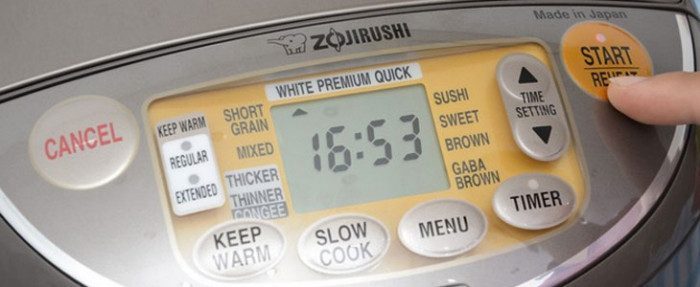 Made in Japan
ZOJIRUSHI
START
REHEAT
WHITE PREMIUM QUICK
CANCEL
KEEP WARM
REGULAR
EXTENDED
SHORT
GRAIN
MIXED
THICKER
THINNER
CONGEE
16:53
SUSHI
SWEET
BROWN
GABA
BROWN
TIME
SETTING
KEEP
WARM
SLOW
COOK
MENU
TIMER